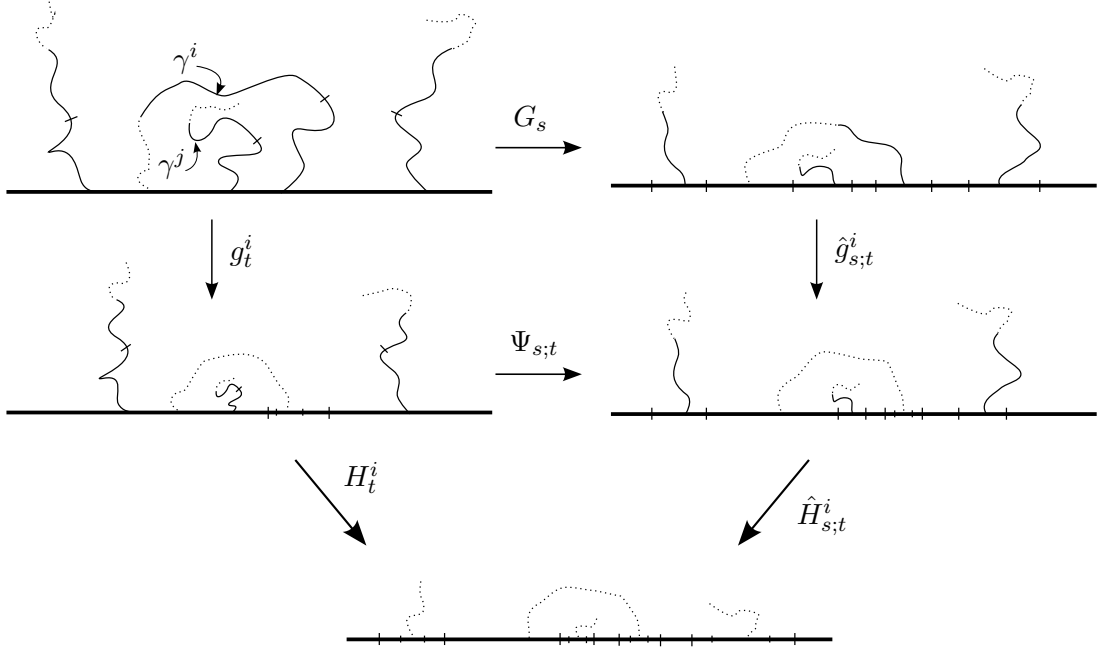 γ^i
G_s
γ^j
g_t^i
ĝ_{s;t}^i
Ψ_{s;t}
H_t^i
Ĥ_{s;t}^i